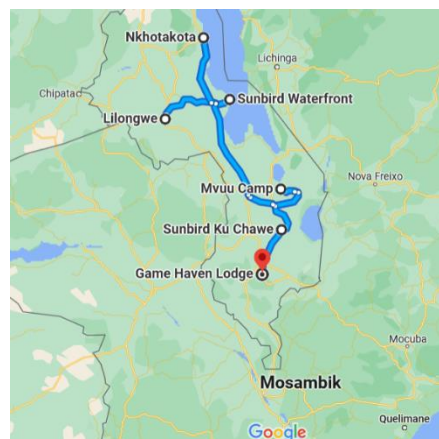 Nkhotakota
Lichinga
Chipata
Sunbird Waterfront
Lilongwe
Nova Freixo
Mvuu Camp
Sunbird Ku Chawe
Game Haven Lodge
Mocuba
Mosambik
Quelimane
Google